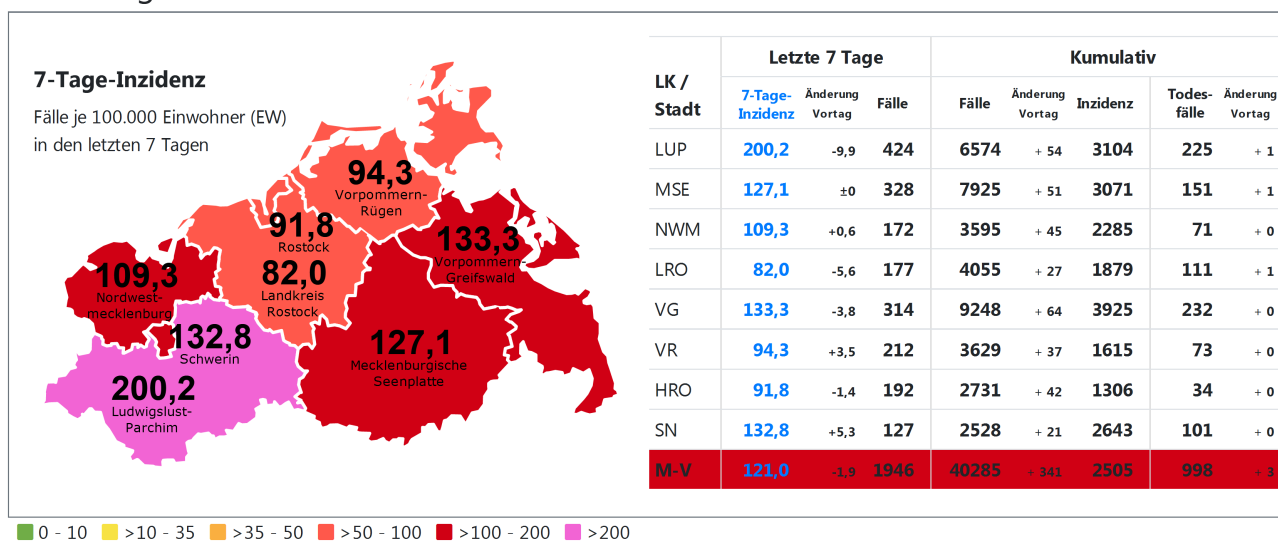 7-Tage-Inzidenz
Fälle je 100.000 Einwohner (EW)
in den letzten 7 Tagen
94,3
Vorpommern-
Rügen
91,8
Rostock
82,0
Landkreis
Rostock
133,3
Vorpommern-
Greifswald
109,3
Nordwest-
mecklenburg
132,8
Schwerin
127,1
Mecklenburgische
Seenplatte
200,2
Ludwigslust-
Parchim
LK /
Stadt
Letzte 7 Tage
Kumulativ
7-Tage-
Inzidenz
Änderung
Vortag
Fälle
Fälle
Änderung
Vortag
Inzidenz
Todes-
fälle
Änderung
Vortag
LUP 200,2 -9,9 424 6574 + 54 3104 225 + 1
MSE 127,1 ±0 328 7925 + 51 3071 151 + 1
NWM 109,3 +0,6 172 3595 + 45 2285 71 + 0
LRO 82,0 -5,6 177 4055 + 27 1879 111 + 1
VG 133,3 -3,8 314 9248 + 64 3925 232 + 0
VR 94,3 +3,5 212 3629 + 37 1615 73 + 0
HRO 91,8 -1,4 192 2731 + 42 1306 34 + 0
SN 132,8 +5,3 127 2528 + 21 2643 101 + 0
M-V 121,0 -1,9 1946 40285 + 341 2505 998 + 3
0 - 10 >10 - 35 >35 - 50 >50 - 100 >100 - 200 >200